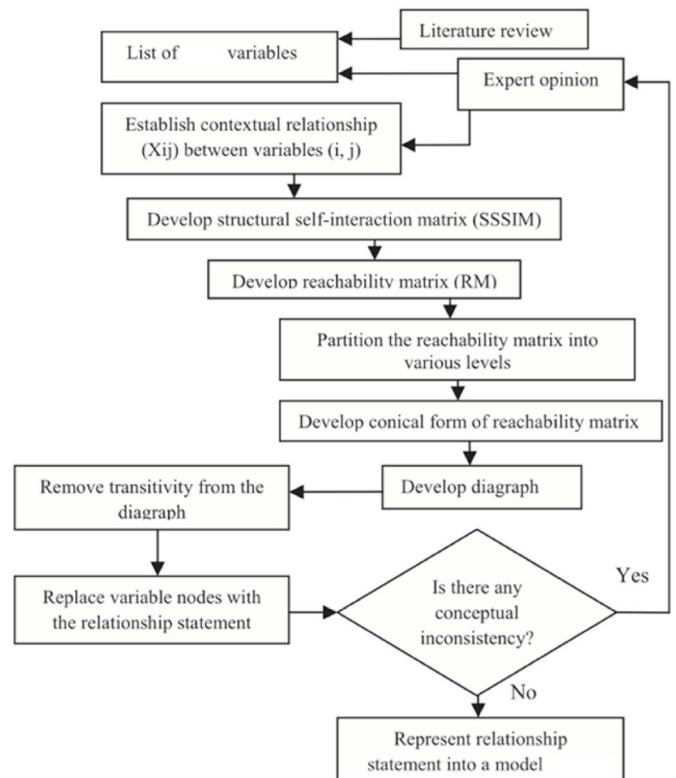 Literature review
List of variables
Expert opinion
Establish contextual relationship
(Xij) between variables (i, j)
Develop structural self-interaction matrix (SSSIM)
Develop reachability matrix (RM)
Partition the reachability matrix into
various levels
Develop conical form of reachability matrix
Develop diagraph
Remove transitivity from the
diagraph
Replace variable nodes with
the relationship statement
Is there any
conceptual
inconsistency?
Yes
No
Represent relationship
statement into a model